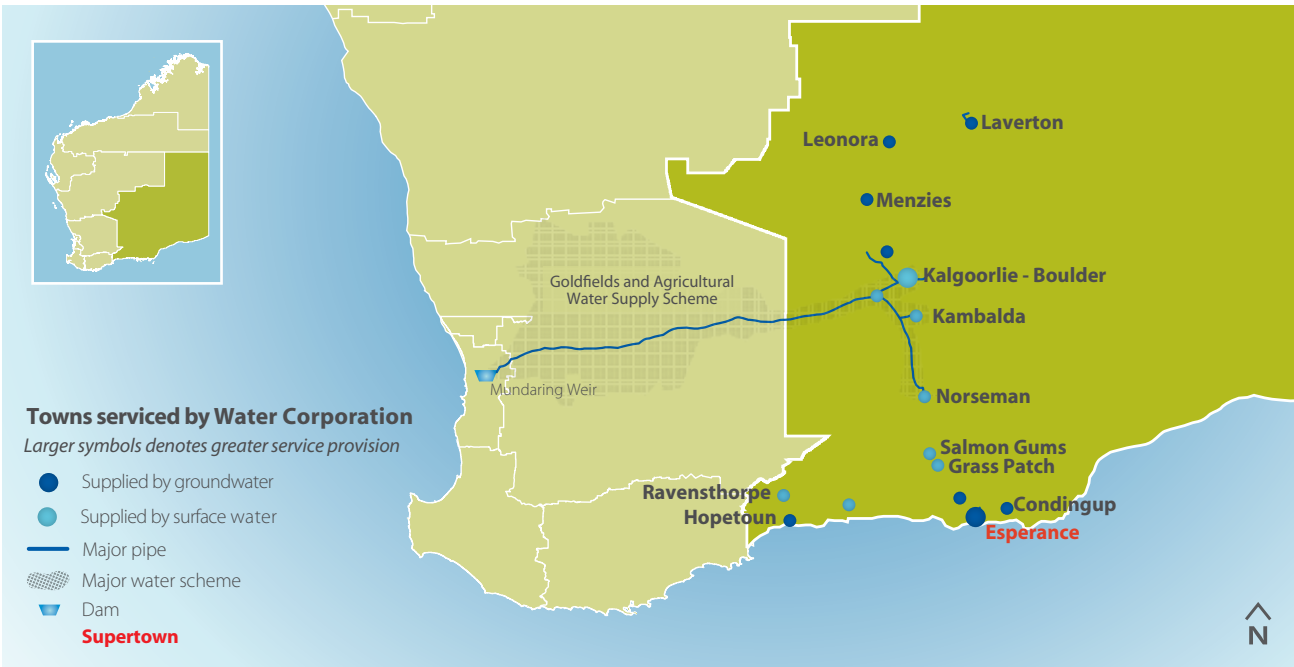 Laverton
Leonora
Menzies
Kalgoorlie - Boulder
Goldfields and Agricultural
Water Supply Scheme
Kambalda
Mundaring Weir
Norseman
Towns serviced by Water Corporation
Larger symbols denotes greater service provision
Salmon Gums
Grass Patch
Supplied by groundwater
Ravensthorpe
Condingup
Supplied by surface water
Hopetoun
Esperance
Major pipe
Major water scheme
Dam
Supertown
N